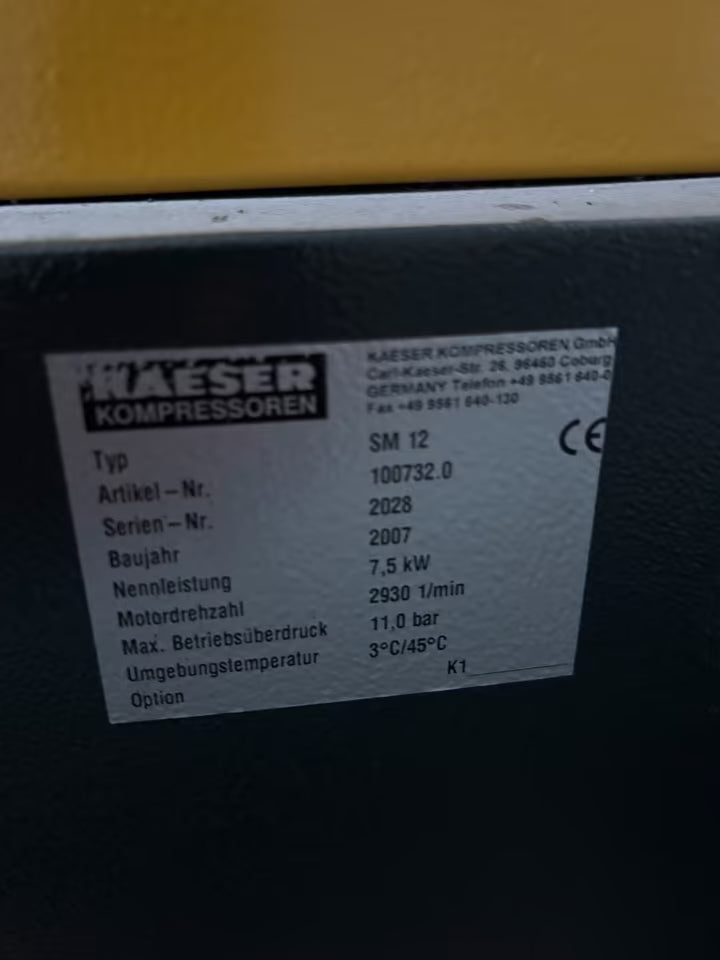 KAESER
KOMPRESSOREN
KAESER KOMPRESSOREN GmbH
Carl-Kaeser-Str. 26, 96450 Coburg
GERMANY Telefon +49 9561 640-0
Fax +49 9561 640-130
CE
Typ SM 12
Artikel-Nr. 100732.0
Serien-Nr. 2028
Baujahr 2007
Nennleistung 7,5 kW
Motordrehzahl 2930 1/min
Max. Betriebsüberdruck 11,0 bar
Umgebungstemperatur 3°C/45°C
Option K1